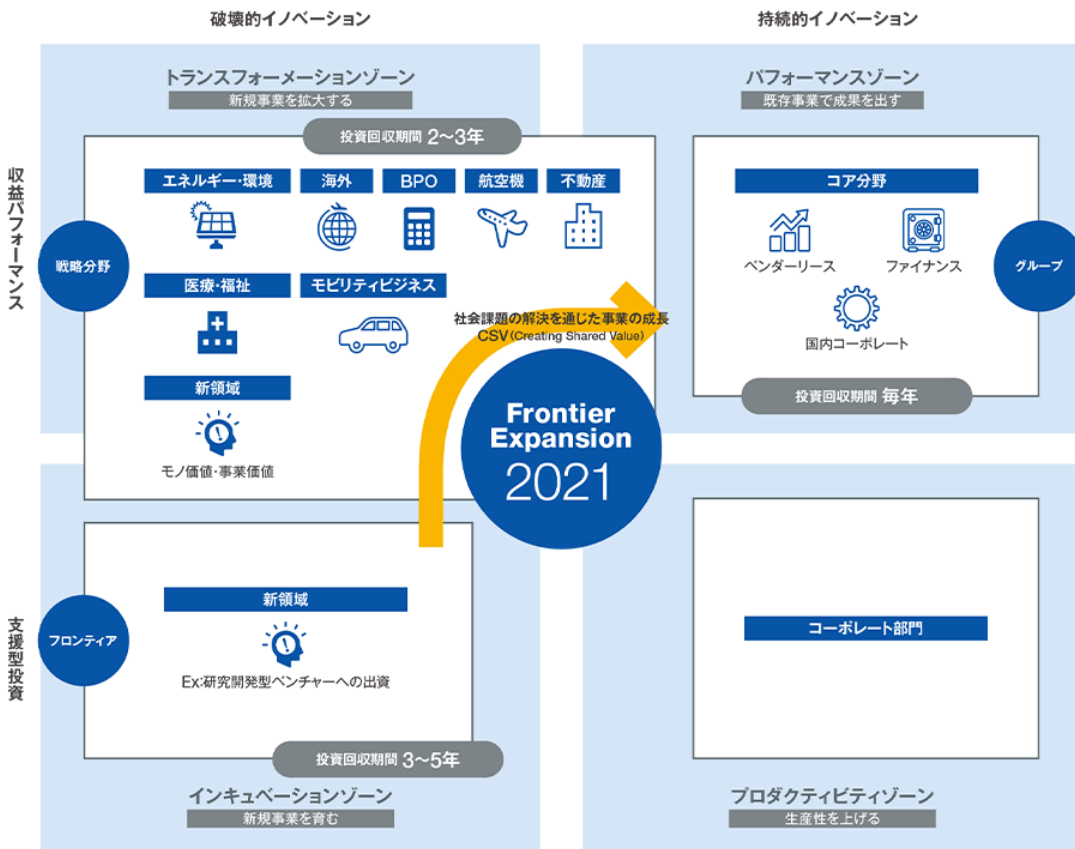 破壊的イノベーション
持続的イノベーション
収益パフォーマンス
支援型投資
トランスフォーメーションゾーン
新規事業を拡大する
投資回収期間 2〜3年
戦略分野
エネルギー・環境
海外
BPO
航空機
不動産
医療・福祉
モビリティビジネス
新領域
モノ価値・事業価値
パフォーマンスゾーン
既存事業で成果を出す
コア分野
ベンダーリース
ファイナンス
国内コーポレート
グループ
投資回収期間 毎年
社会課題の解決を通じた事業の成長
CSV(Creating Shared Value)
Frontier
Expansion
2021
フロンティア
新領域
Ex:研究開発型ベンチャーへの出資
投資回収期間 3〜5年
インキュベーションゾーン
新規事業を育む
コーポレート部門
プロダクティビティゾーン
生産性を上げる